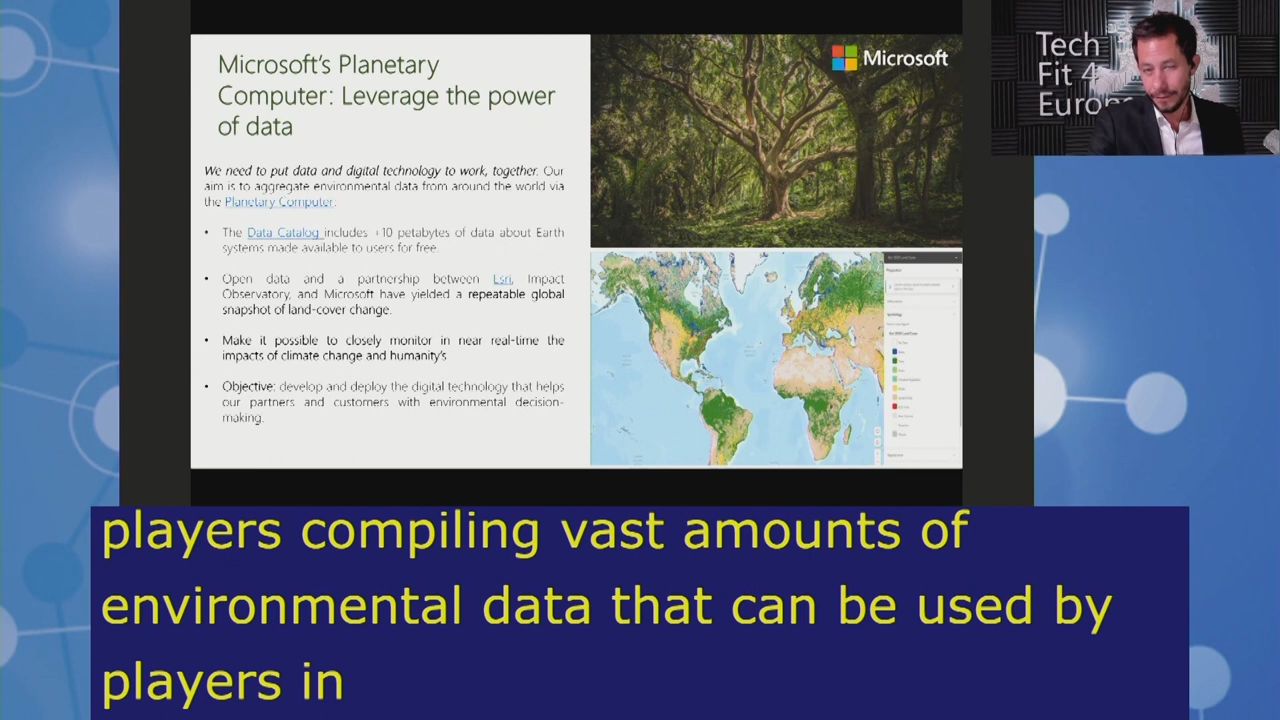 Microsoft's Planetary
Computer: Leverage the power
of data
We need to put data and digital technology to work, together. Our
aim is to aggregate environmental data from around the world via
the Planetary Computer.
• The Data Catalog includes +10 petabytes of data about Earth
systems made available to users for free.
• Open data and a partnership between Esri, Impact
Observatory and Microsoft have yielded a repeatable global
snapshot of land-cover change.
• Make it possible to closely monitor in near real-time the
impacts of climate change and humanity's
• Objective: develop and deploy the digital technology that helps
our partners and customers with environmental decision-
making.
Microsoft
Tech
Fit 4
Europe
players compiling vast amounts of
environmental data that can be used by
players in